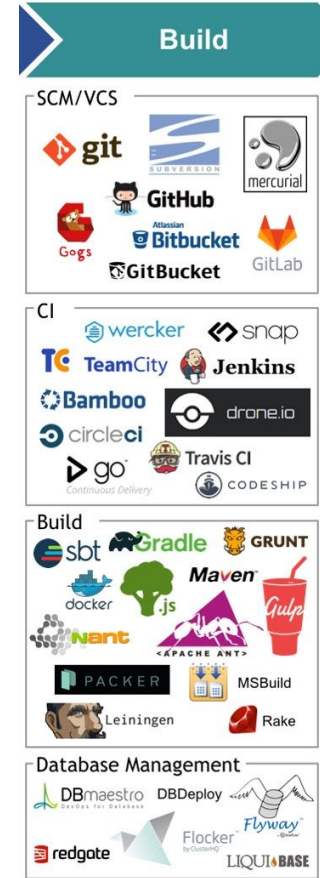 Build
SCM/VCS
git
SUBVERSION
mercurial
GitHub
Gogs
Atlassian
Bitbucket
GitBucket
GitLab
CI
wercker
snap
TC TeamCity
Jenkins
Bamboo
drone.io
circleci
Travis CI
go
Continuous Delivery
CODESHIP
Build
sbt
Gradle
GRUNT
docker
.js
Maven™
Gulp
Nant
<APACHE ANT>
PACKER
MSBuild
Leiningen
Rake
Database Management
DBmaestro
DevOps for Database
DBDeploy
Flyway
redgate
Flocker
by ClusterHQ
LIQUIBASE